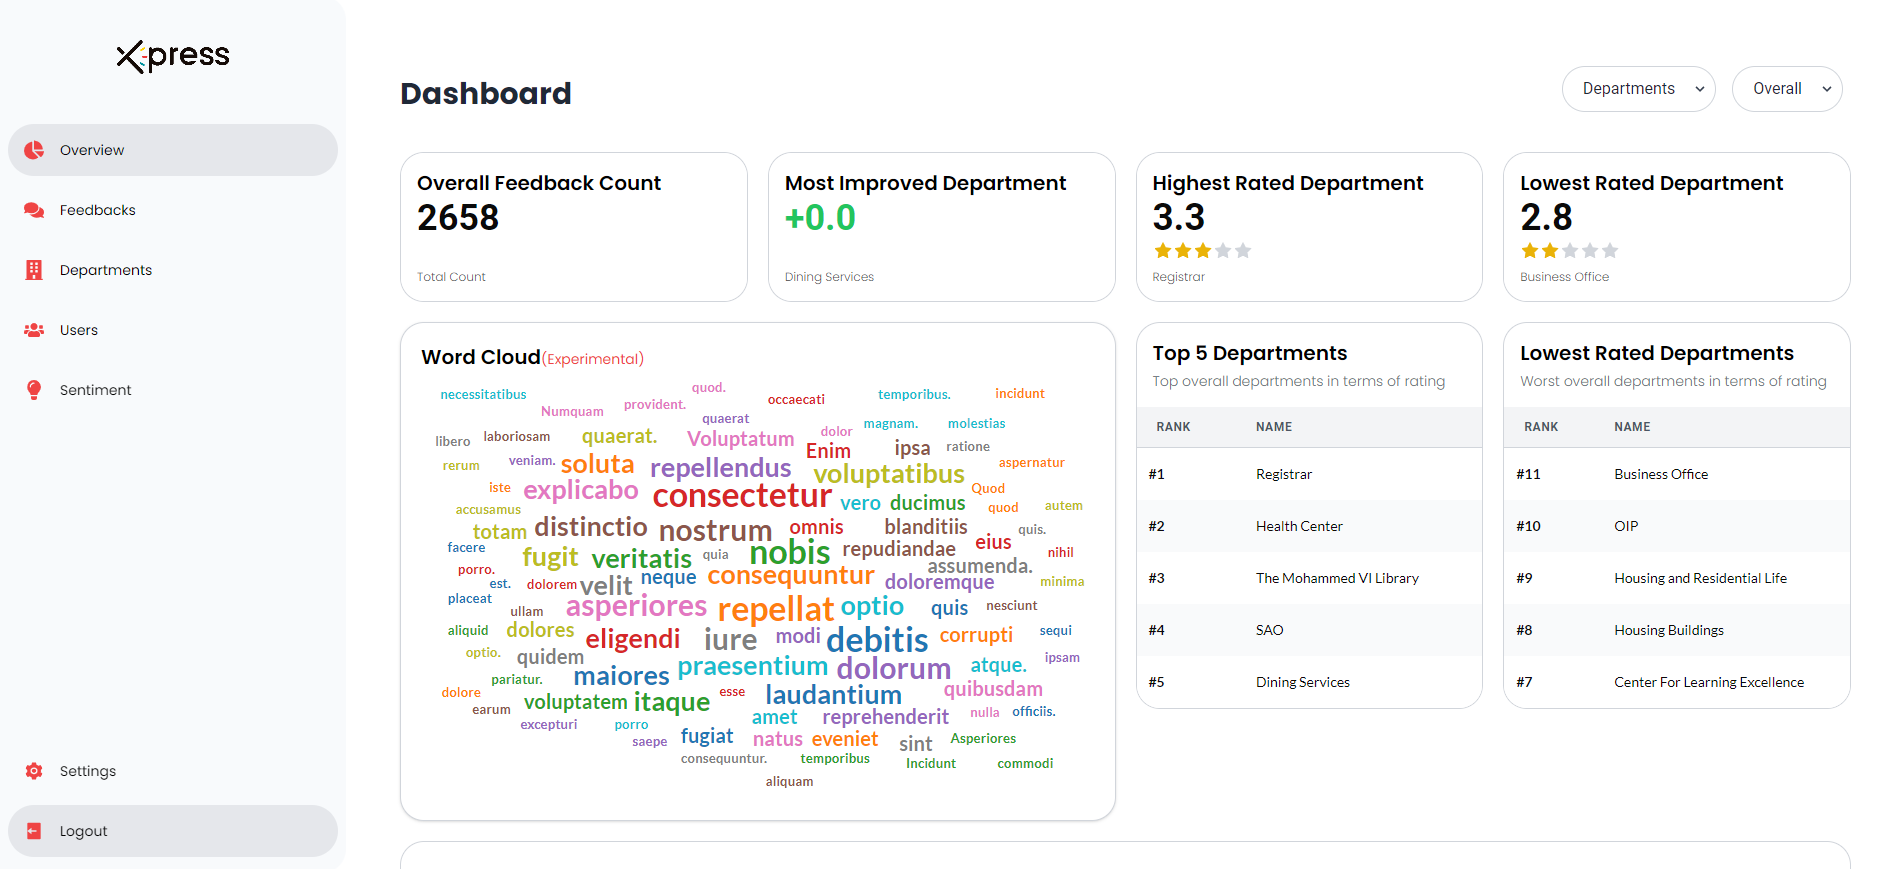 Xpress
Overview
Feedbacks
Departments
Users
Sentiment
Settings
Logout
Dashboard
Departments
Overall
Overall Feedback Count
2658
Total Count
Most Improved Department
+0.0
Dining Services
Highest Rated Department
3.3
Registrar
Lowest Rated Department
2.8
Business Office
Word Cloud(Experimental)
necessitatibus quod. temporibus. incidunt
Numquam provident. occaecati
quaerat magnam. molestias
libero laboriosam quaerat. Voluptatum dolor Enim ipsa ratione
rerum veniam. soluta repellendus voluptatibus aspernatur
iste explicabo consectetur vero ducimus Quod
accusamus quod autem
totam distinctio nostrum omnis blanditiis quis.
facere fugit veritatis quia nobis repudiandae eius nihil
porro. assumenda.
est. dolorem velit neque consequuntur doloremque minima
placeat ullam asperiores repellat optio quis nesciunt
aliquid dolores eligendi iure modi debitis corrupti sequi
optio. quidem praesentium dolorum atque. ipsam
pariatur. maiores
dolore voluptatem itaque esse laudantium quibusdam
earum amet reprehenderit nulla officiis.
excepturi porro
saepe fugiat natus eveniet sint Asperiores
consequuntur. temporibus Incidunt commodi
aliquam
Top 5 Departments
Top overall departments in terms of rating
RANK NAME
#1 Registrar
#2 Health Center
#3 The Mohammed VI Library
#4 SAO
#5 Dining Services
Lowest Rated Departments
Worst overall departments in terms of rating
RANK NAME
#11 Business Office
#10 OIP
#9 Housing and Residential Life
#8 Housing Buildings
#7 Center For Learning Excellence